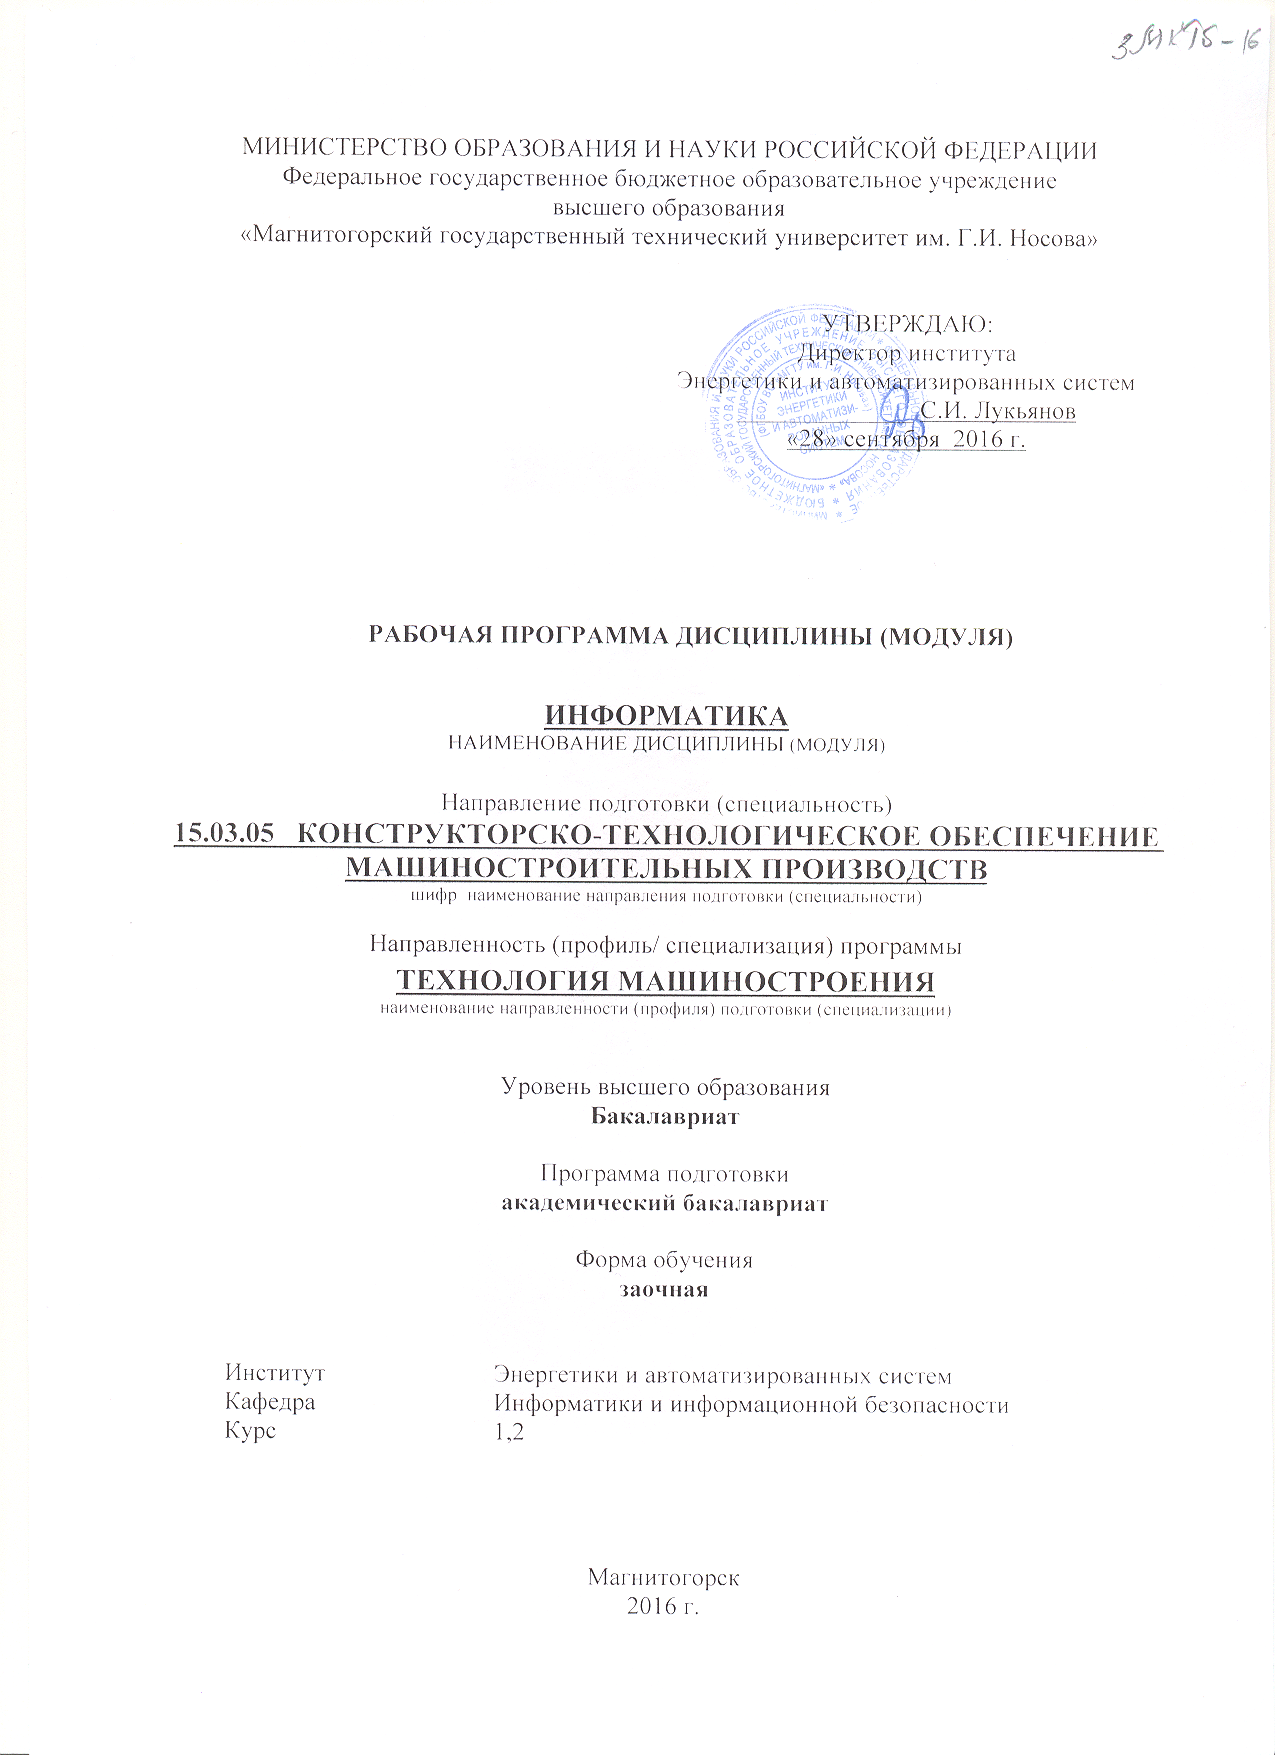 МИНИСТЕРСТВО ОБРАЗОВАНИЯ И НАУКИ РОССИЙСКОЙ ФЕДЕРАЦИИ
Федеральное государственное бюджетное образовательное учреждение
высшего образования
«Магнитогорский государственный технический университет им. Г.И. Носова»
УТВЕРЖДАЮ:
Директор института
Энергетики и автоматизированных систем
С.И. Лукьянов
«28» сентября 2016 г.
ИНСТИТУТ
ЭНЕРГЕТИКИ
И АВТОМАТИЗИ-
РАБОЧАЯ ПРОГРАММА ДИСЦИПЛИНЫ (МОДУЛЯ)
ИНФОРМАТИКА
НАИМЕНОВАНИЕ ДИСЦИПЛИНЫ (МОДУЛЯ)
Направление подготовки (специальность)
15.03.05 КОНСТРУКТОРСКО-ТЕХНОЛОГИЧЕСКОЕ ОБЕСПЕЧЕНИЕ
МАШИНОСТРОИТЕЛЬНЫХ ПРОИЗВОДСТВ
шифр наименование направления подготовки (специальности)
Направленность (профиль/ специализация) программы
ТЕХНОЛОГИЯ МАШИНОСТРОЕНИЯ
наименование направленности (профиля) подготовки (специализации)
Уровень высшего образования
Бакалавриат
Программа подготовки
академический бакалавриат
Форма обучения
заочная
Институт Энергетики и автоматизированных систем
Кафедра Информатики и информационной безопасности
Курс 1,2
Магнитогорск
2016 г.